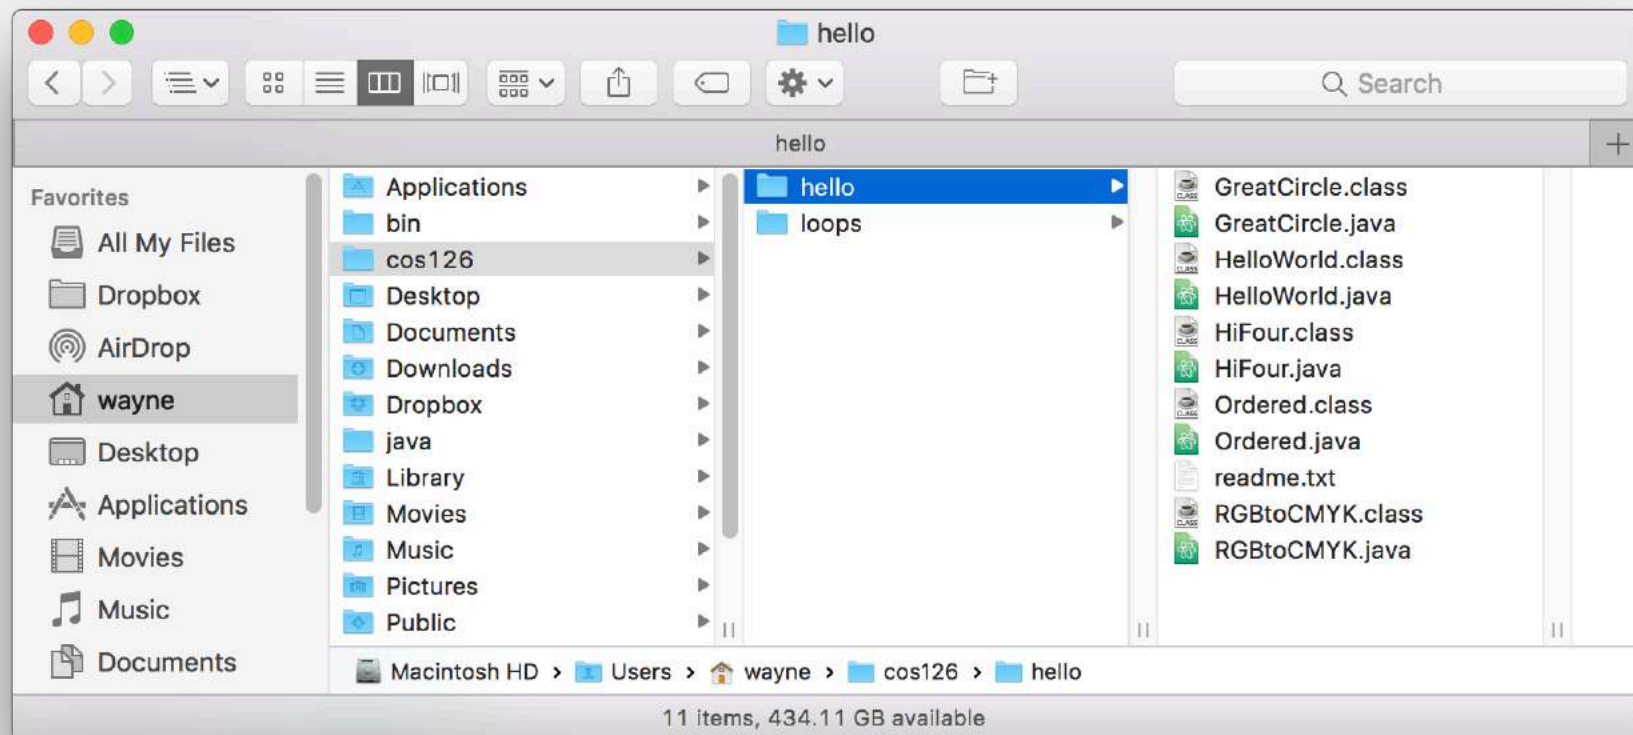 hello
Search
hello
Favorites
All My Files
Dropbox
AirDrop
wayne
Desktop
Applications
Movies
Music
Documents
Applications
bin
cos126
Desktop
Documents
Downloads
Dropbox
java
Library
Movies
Music
Pictures
Public
hello
loops
GreatCircle.class
GreatCircle.java
HelloWorld.class
HelloWorld.java
HiFour.class
HiFour.java
Ordered.class
Ordered.java
readme.txt
RGBtoCMYK.class
RGBtoCMYK.java
Macintosh HD › Users › wayne › cos126 › hello
11 items, 434.11 GB available